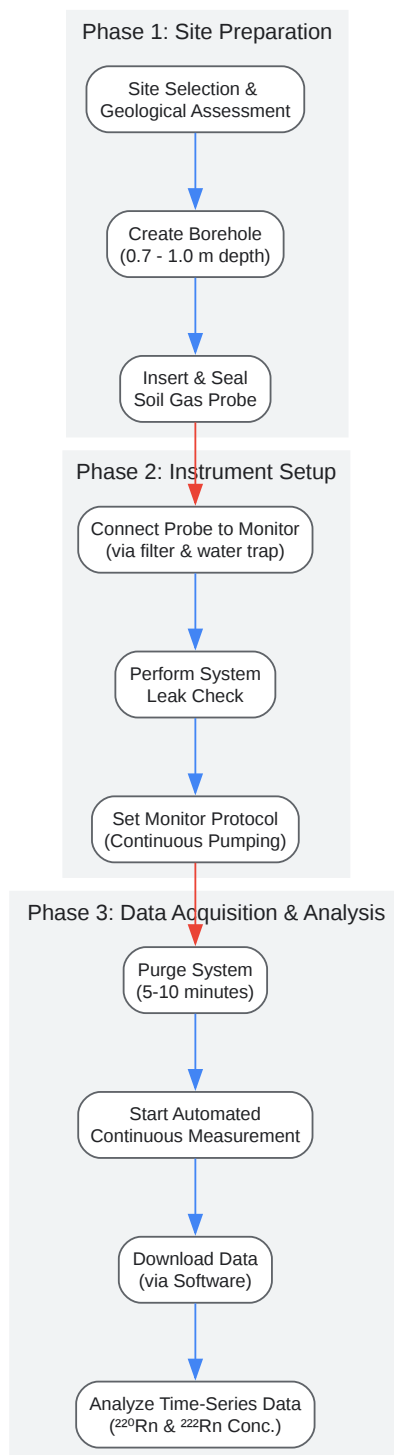 Phase 1: Site Preparation
Site Selection &
Geological Assessment
Create Borehole
(0.7 - 1.0 m depth)
Insert & Seal
Soil Gas Probe
Phase 2: Instrument Setup
Connect Probe to Monitor
(via filter & water trap)
Perform System
Leak Check
Set Monitor Protocol
(Continuous Pumping)
Phase 3: Data Acquisition & Analysis
Purge System
(5-10 minutes)
Start Automated
Continuous Measurement
Download Data
(via Software)
Analyze Time-Series Data
(²²⁰Rn & ²²²Rn Conc.)